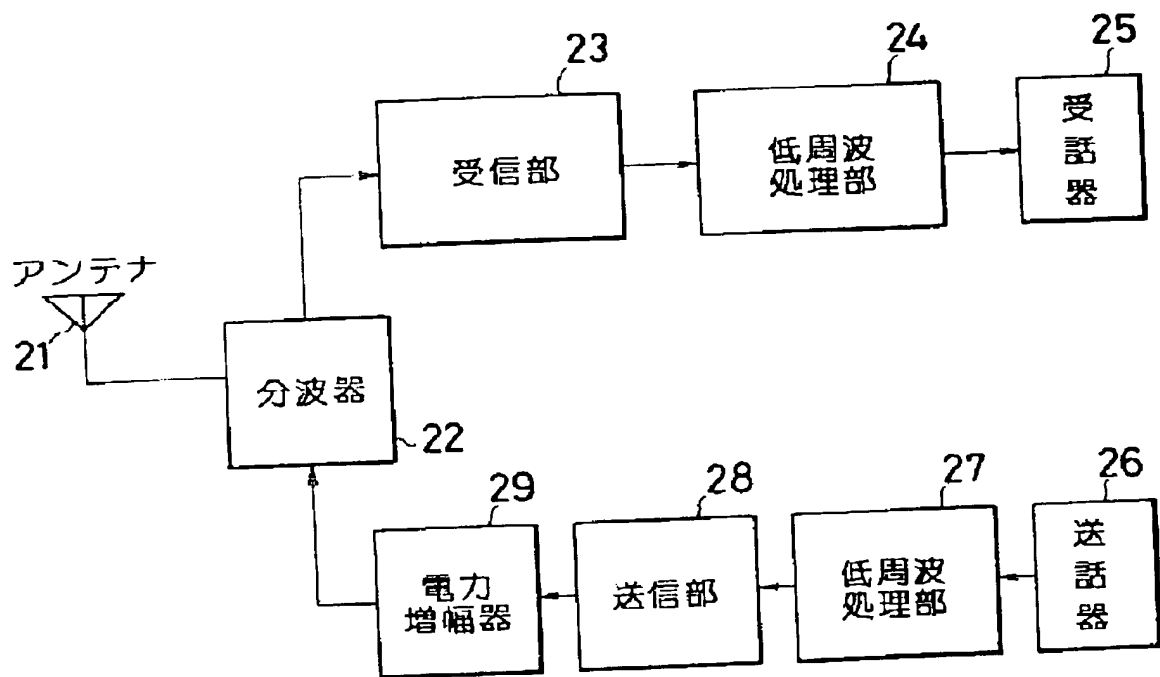 23
24
25
受信部
低周波
処理部
受
話
器
アンテナ
21
分波器
22
29
28
27
26
電力
増幅器
送信部
低周波
処理部
送
話
器